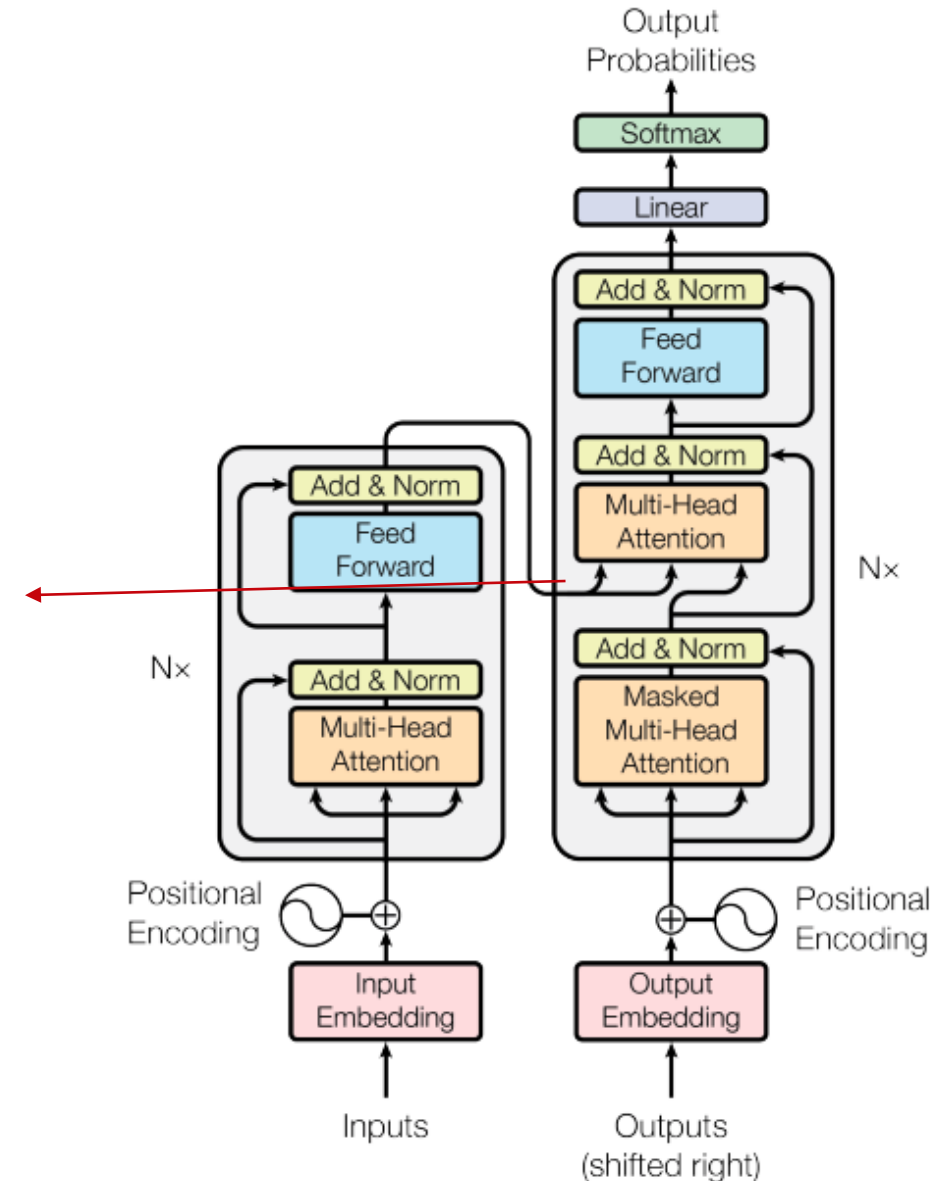 Output
Probabilities
Softmax
Linear
Add & Norm
Feed
Forward
Add & Norm
Multi-Head
Attention
Nx
Add & Norm
Masked
Multi-Head
Attention
Add & Norm
Feed
Forward
Nx
Add & Norm
Multi-Head
Attention
Positional
Encoding
Positional
Encoding
Input
Embedding
Output
Embedding
Inputs
Outputs
(shifted right)